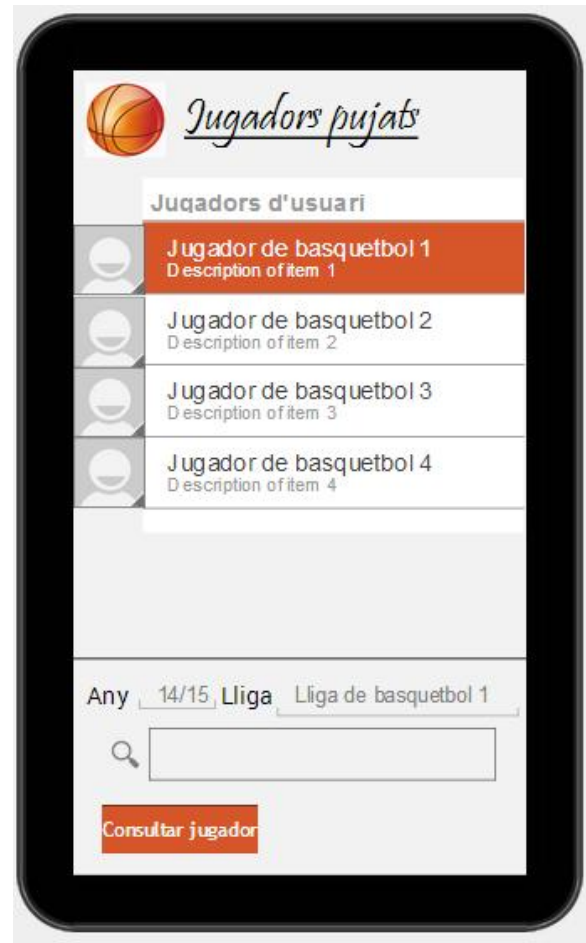 Jugadors pujats
Jugadors d'usuari
Jugador de basquetbol 1
Description of item 1
Jugador de basquetbol 2
Description of item 2
Jugador de basquetbol 3
Description of item 3
Jugador de basquetbol 4
Description of item 4
Any 14/15 Lliga Lliga de basquetbol 1
Consultar jugador